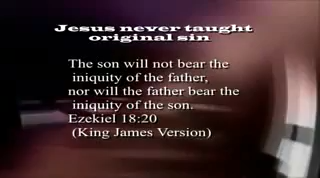 Jesus never taught
original sin
The son will not bear the
iniquity of the father,
nor will the father bear the
iniquity of the son.
Ezekiel 18:20
(King James Version)